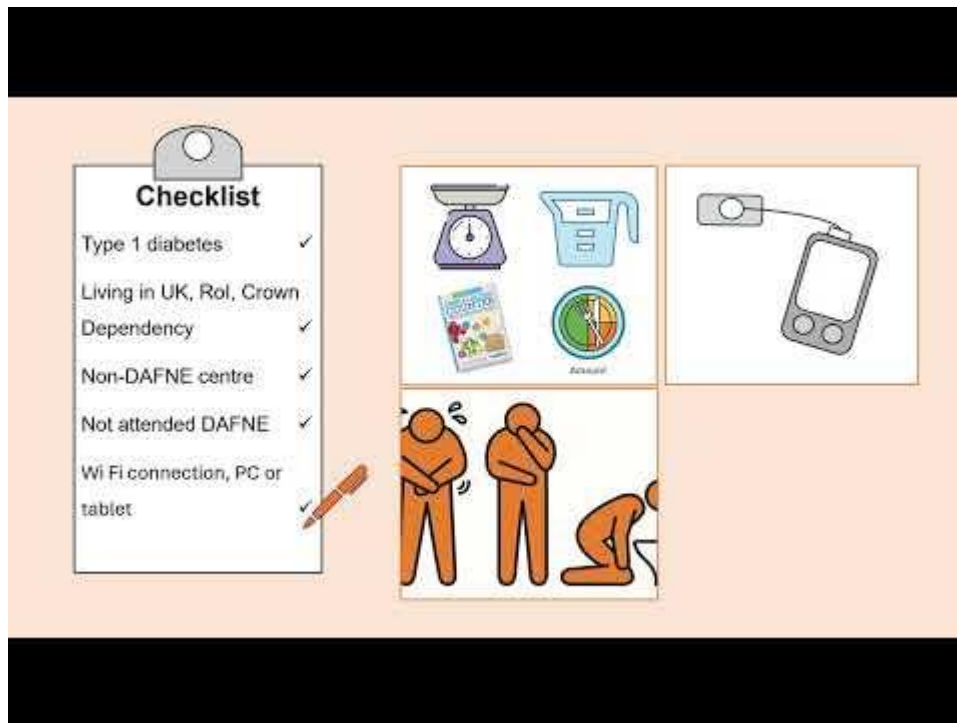 Checklist
Type 1 diabetes ✓
Living in UK, RoI, Crown
Dependency ✓
Non-DAFNE centre ✓
Not attended DAFNE ✓
Wi Fi connection, PC or
tablet ✓